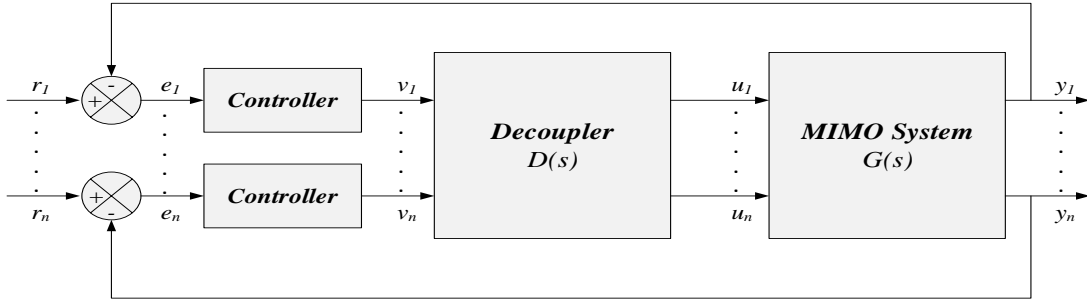 -
r1
+
e1
Controller
v1
Decoupler
D(s)
u1
MIMO System
G(s)
y1
rn
+
-
en
Controller
vn
un
yn